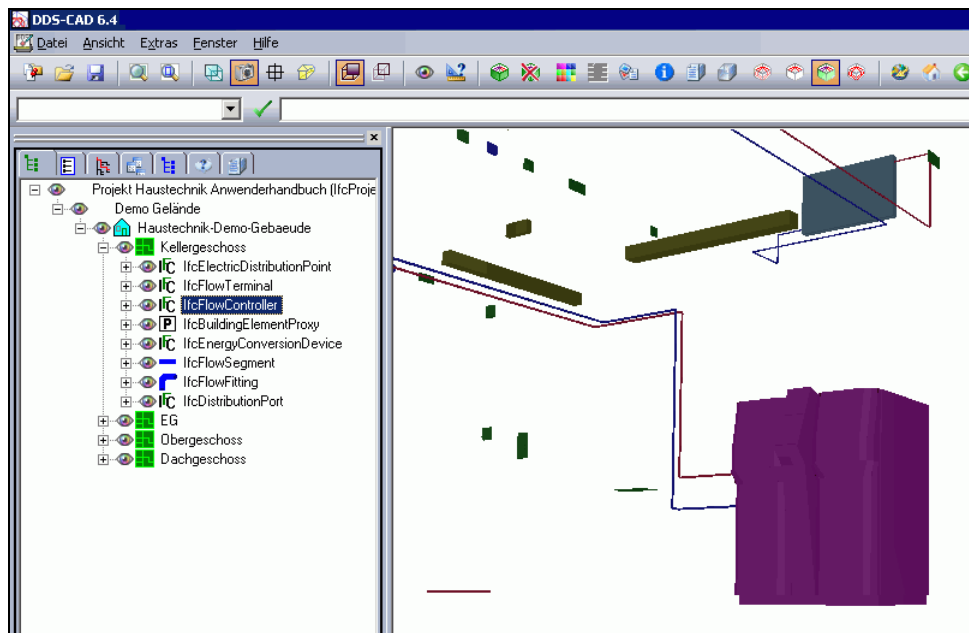 DDS-CAD 6.4
Datei Ansicht Extras Fenster Hilfe
Projekt Haustechnik Anwenderhandbuch (IfcProje
Demo Gelände
Haustechnik-Demo-Gebaeude
Kellergeschoss
IfcElectricDistributionPoint
IfcFlowTerminal
IfcFlowController
P IfcBuildingElementProxy
IfcEnergyConversionDevice
IfcFlowSegment
IfcFlowFitting
IfcDistributionPort
EG
Obergeschoss
Dachgeschoss